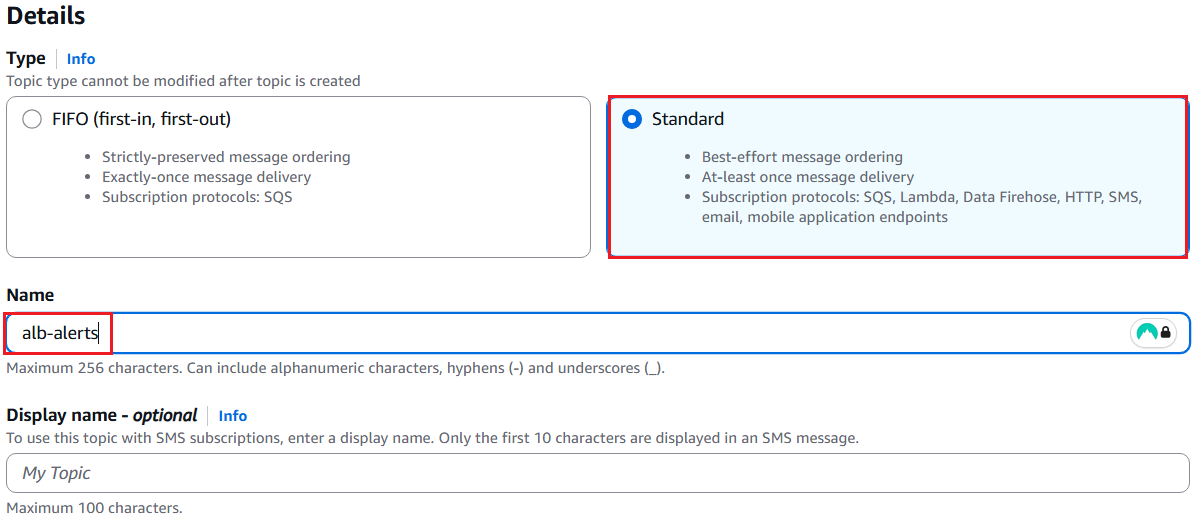 Details
Type Info
Topic type cannot be modified after topic is created
FIFO (first-in, first-out)
Strictly-preserved message ordering
Exactly-once message delivery
Subscription protocols: SQS
Standard
Best-effort message ordering
At-least once message delivery
Subscription protocols: SQS, Lambda, Data Firehose, HTTP, SMS,
email, mobile application endpoints
Name
alb-alerts
Maximum 256 characters. Can include alphanumeric characters, hyphens (-) and underscores (_).
Display name - optional Info
To use this topic with SMS subscriptions, enter a display name. Only the first 10 characters are displayed in an SMS message.
My Topic
Maximum 100 characters.